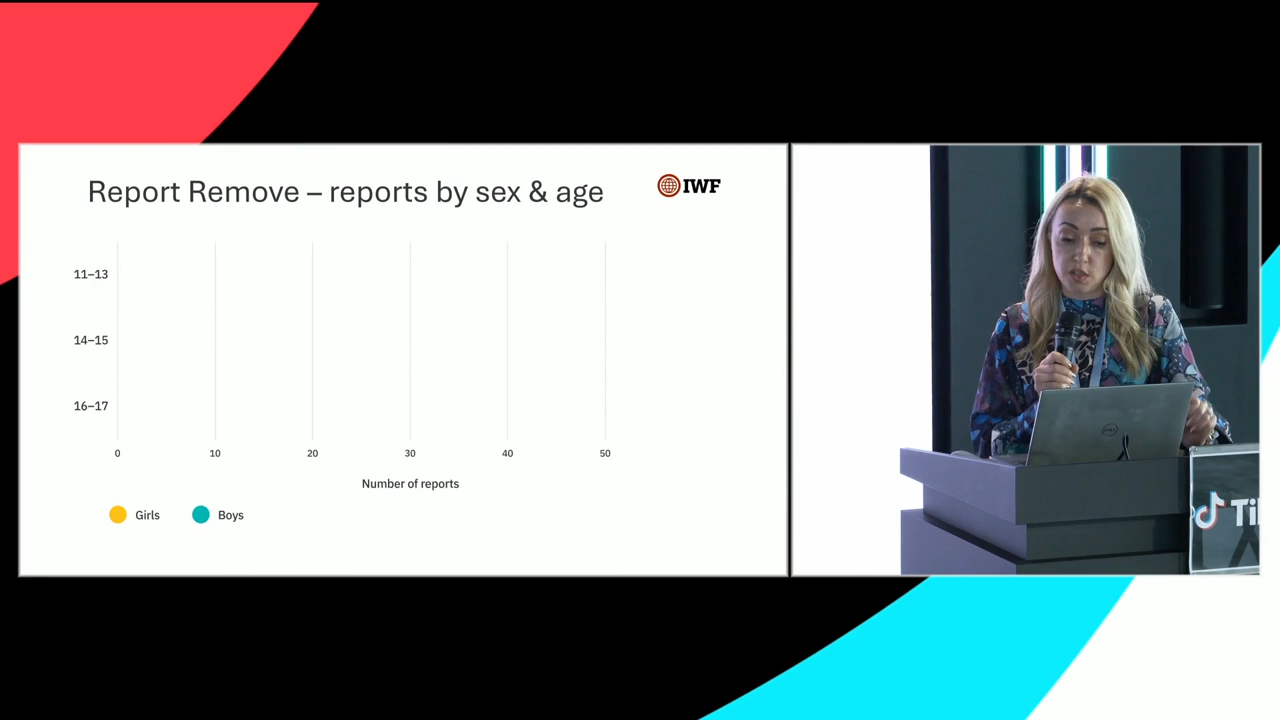 Report Remove – reports by sex & age
IWF
11–13
14–15
16–17
0 10 20 30 40 50
Number of reports
Girls Boys
DELL